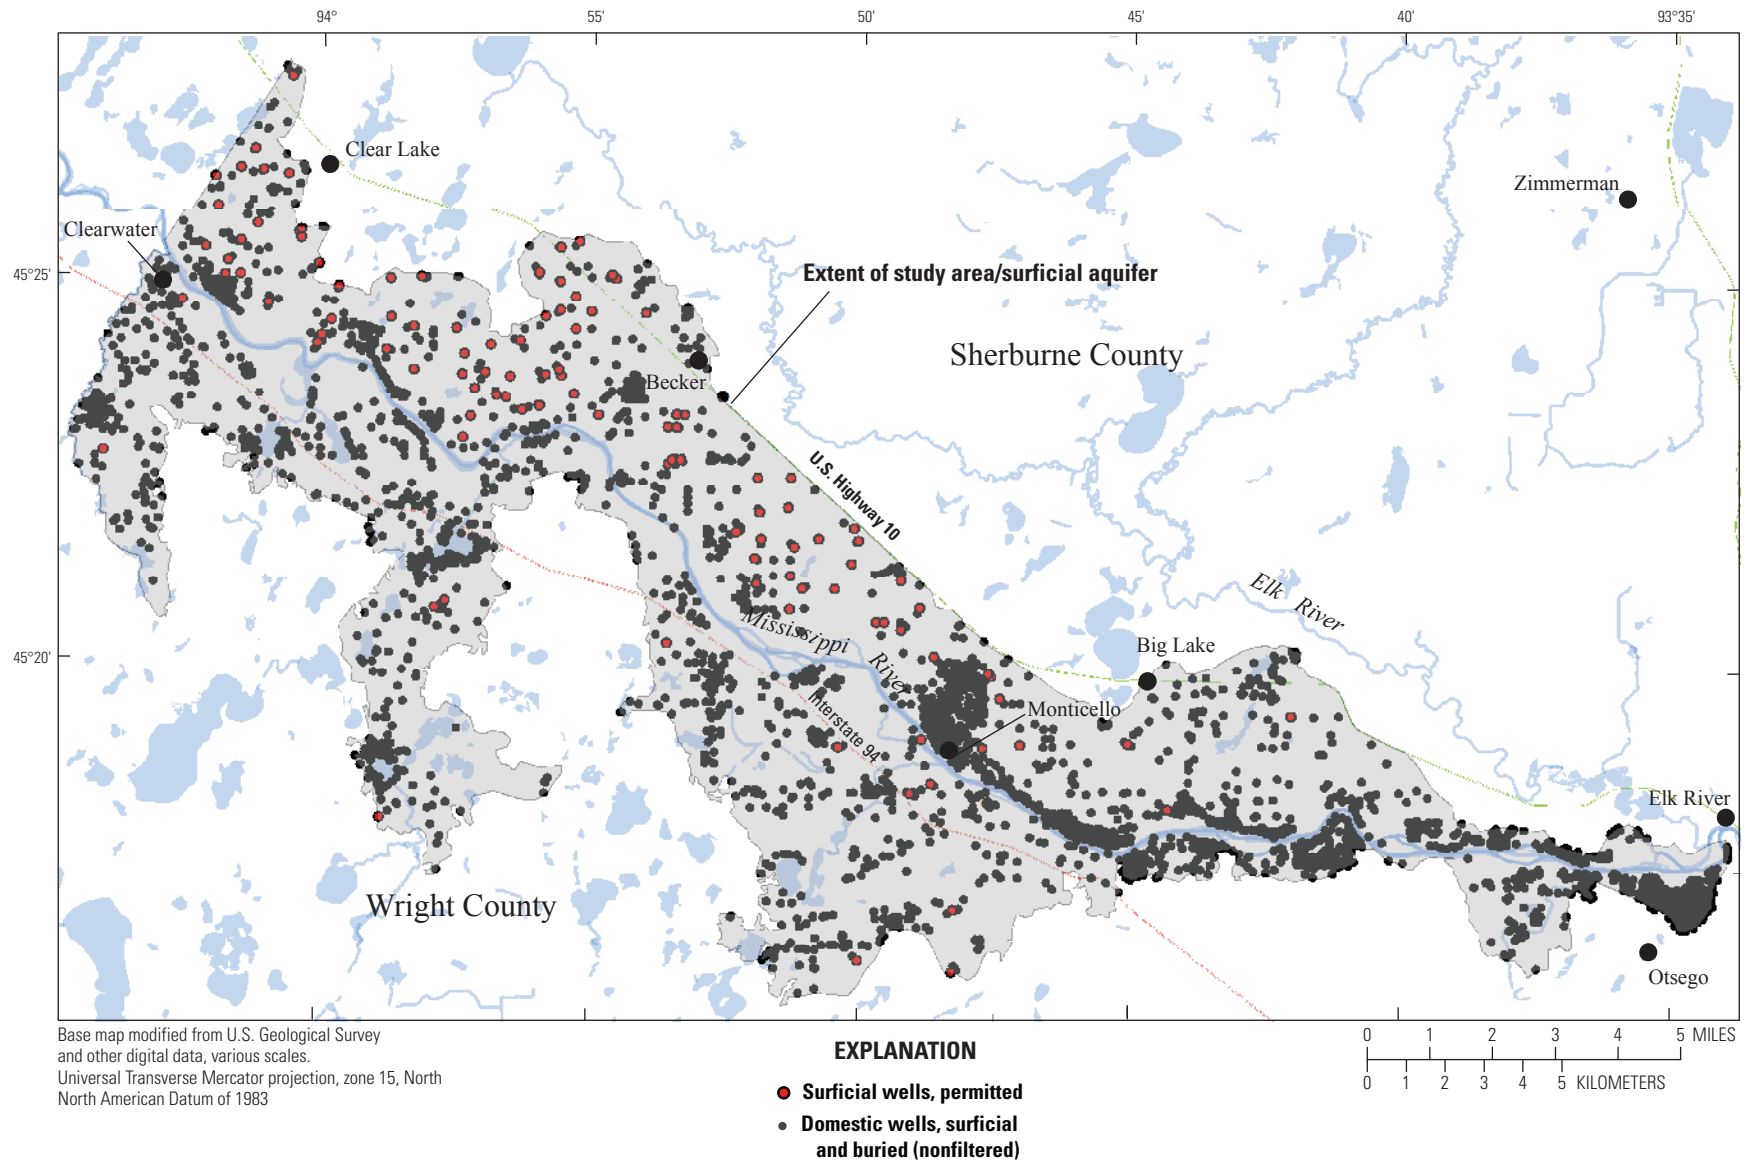 94°
55'
50'
45'
40'
93°35'
Clear Lake
Zimmerman
Clearwater
45°25'
Extent of study area/surficial aquifer
Sherburne County
Becker
U.S. Highway 10
Elk River
Mississippi River
45°20'
Big Lake
Interstate 94
Monticello
Elk River
Wright County
Otsego
Base map modified from U.S. Geological Survey
and other digital data, various scales.
Universal Transverse Mercator projection, zone 15, North
North American Datum of 1983
EXPLANATION
Surficial wells, permitted
Domestic wells, surficial
and buried (nonfiltered)
0 1 2 3 4 5 MILES
0 1 2 3 4 5 KILOMETERS